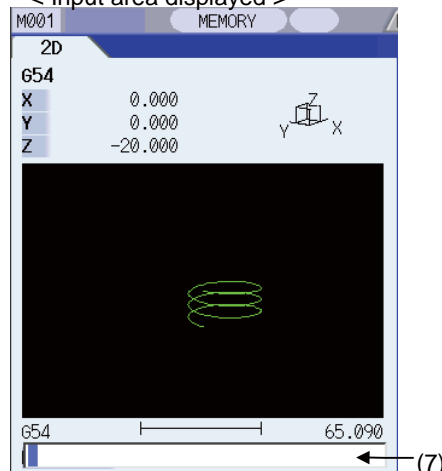 < Input area displayed >
M001 MEMORY
2D
G54
X 0.000
Y 0.000
Z -20.000
Z
Y X
G54 65.090
(7)